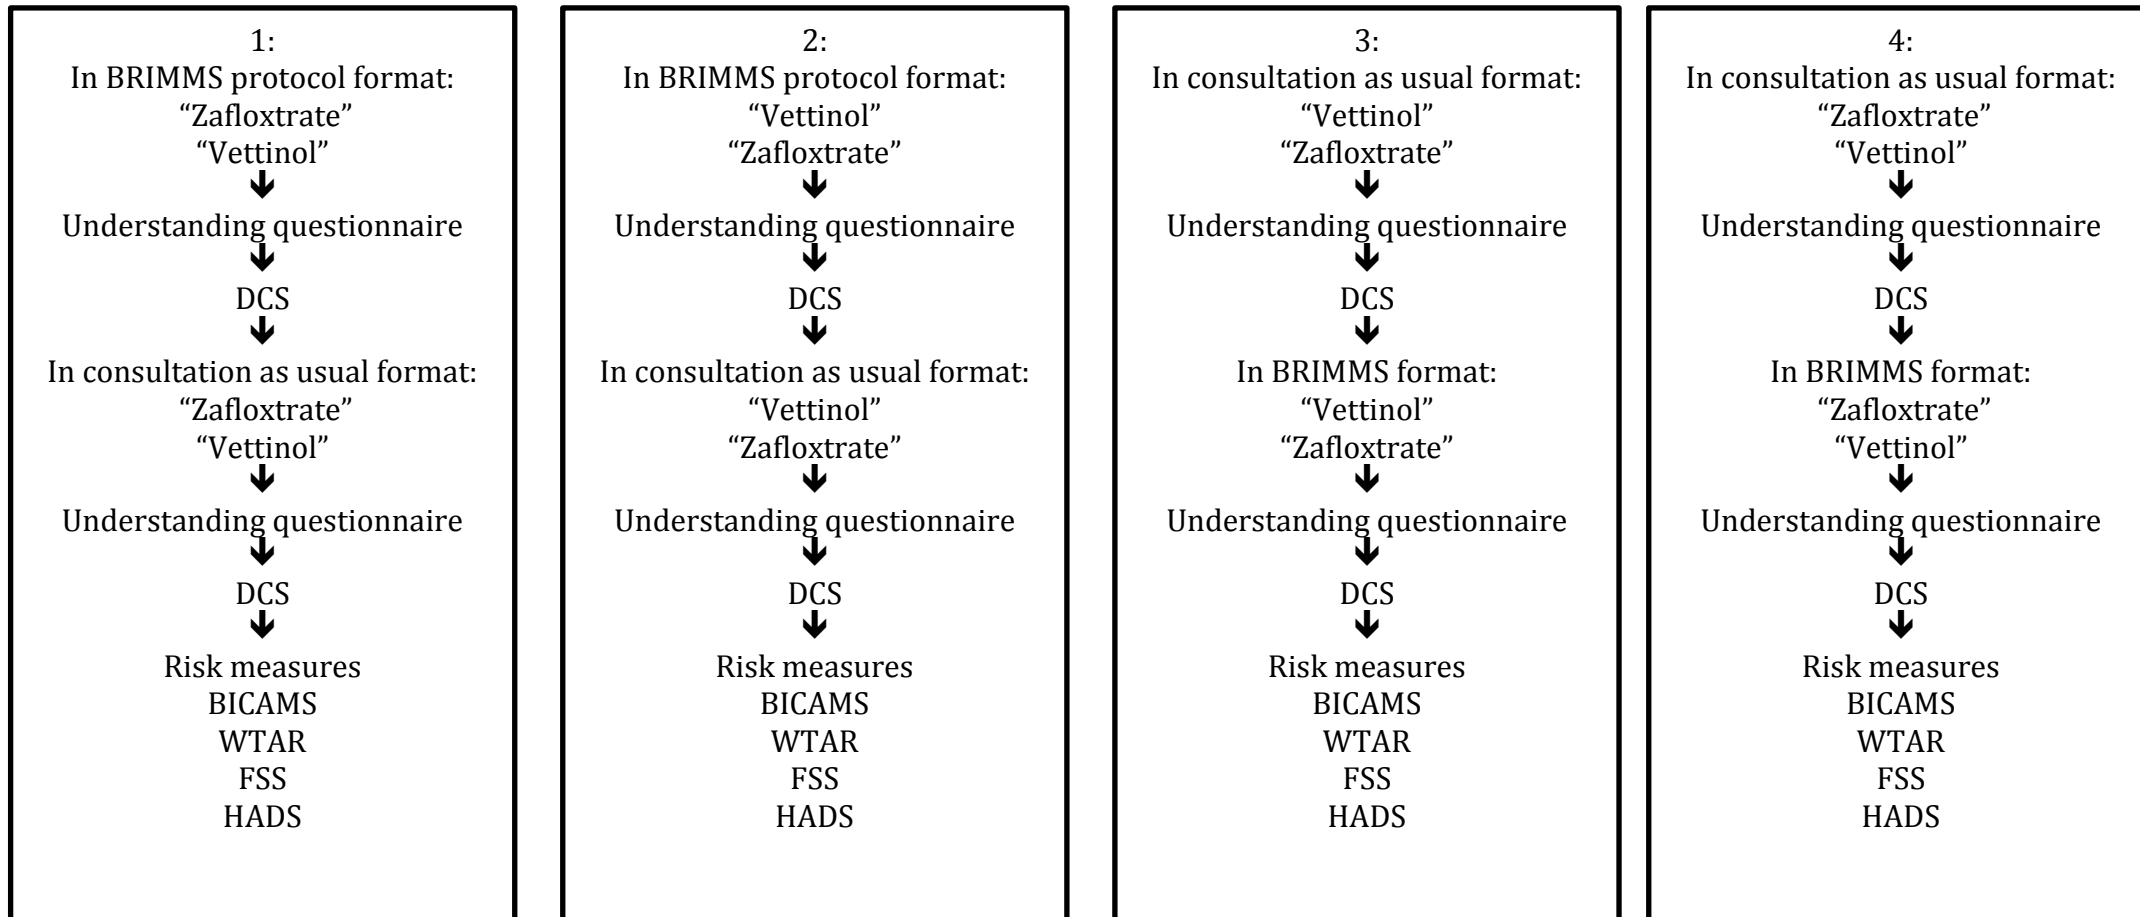 1:
In BRIMMS protocol format:
“Zafloxtrate”
“Vettinol”
🡻
Understanding questionnaire
🡻
DCS
🡻
In consultation as usual format:
“Zafloxtrate”
“Vettinol”
🡻
Understanding questionnaire
🡻
DCS
🡻
Risk measures
BICAMS
WTAR
FSS
HADS
2:
In BRIMMS protocol format:
“Vettinol”
“Zafloxtrate”
🡻
Understanding questionnaire
🡻
DCS
🡻
In consultation as usual format:
“Vettinol”
“Zafloxtrate”
🡻
Understanding questionnaire
🡻
DCS
🡻
Risk measures
BICAMS
WTAR
FSS
HADS
3:
In consultation as usual format:
“Vettinol”
“Zafloxtrate”
🡻
Understanding questionnaire
🡻
DCS
🡻
In BRIMMS format:
“Vettinol”
“Zafloxtrate”
🡻
Understanding questionnaire
🡻
DCS
🡻
Risk measures
BICAMS
WTAR
FSS
HADS
4:
In consultation as usual format:
“Zafloxtrate”
“Vettinol”
🡻
Understanding questionnaire
🡻
DCS
🡻
In BRIMMS format:
“Zafloxtrate”
“Vettinol”
🡻
Understanding questionnaire
🡻
DCS
🡻
Risk measures
BICAMS
WTAR
FSS
HADS